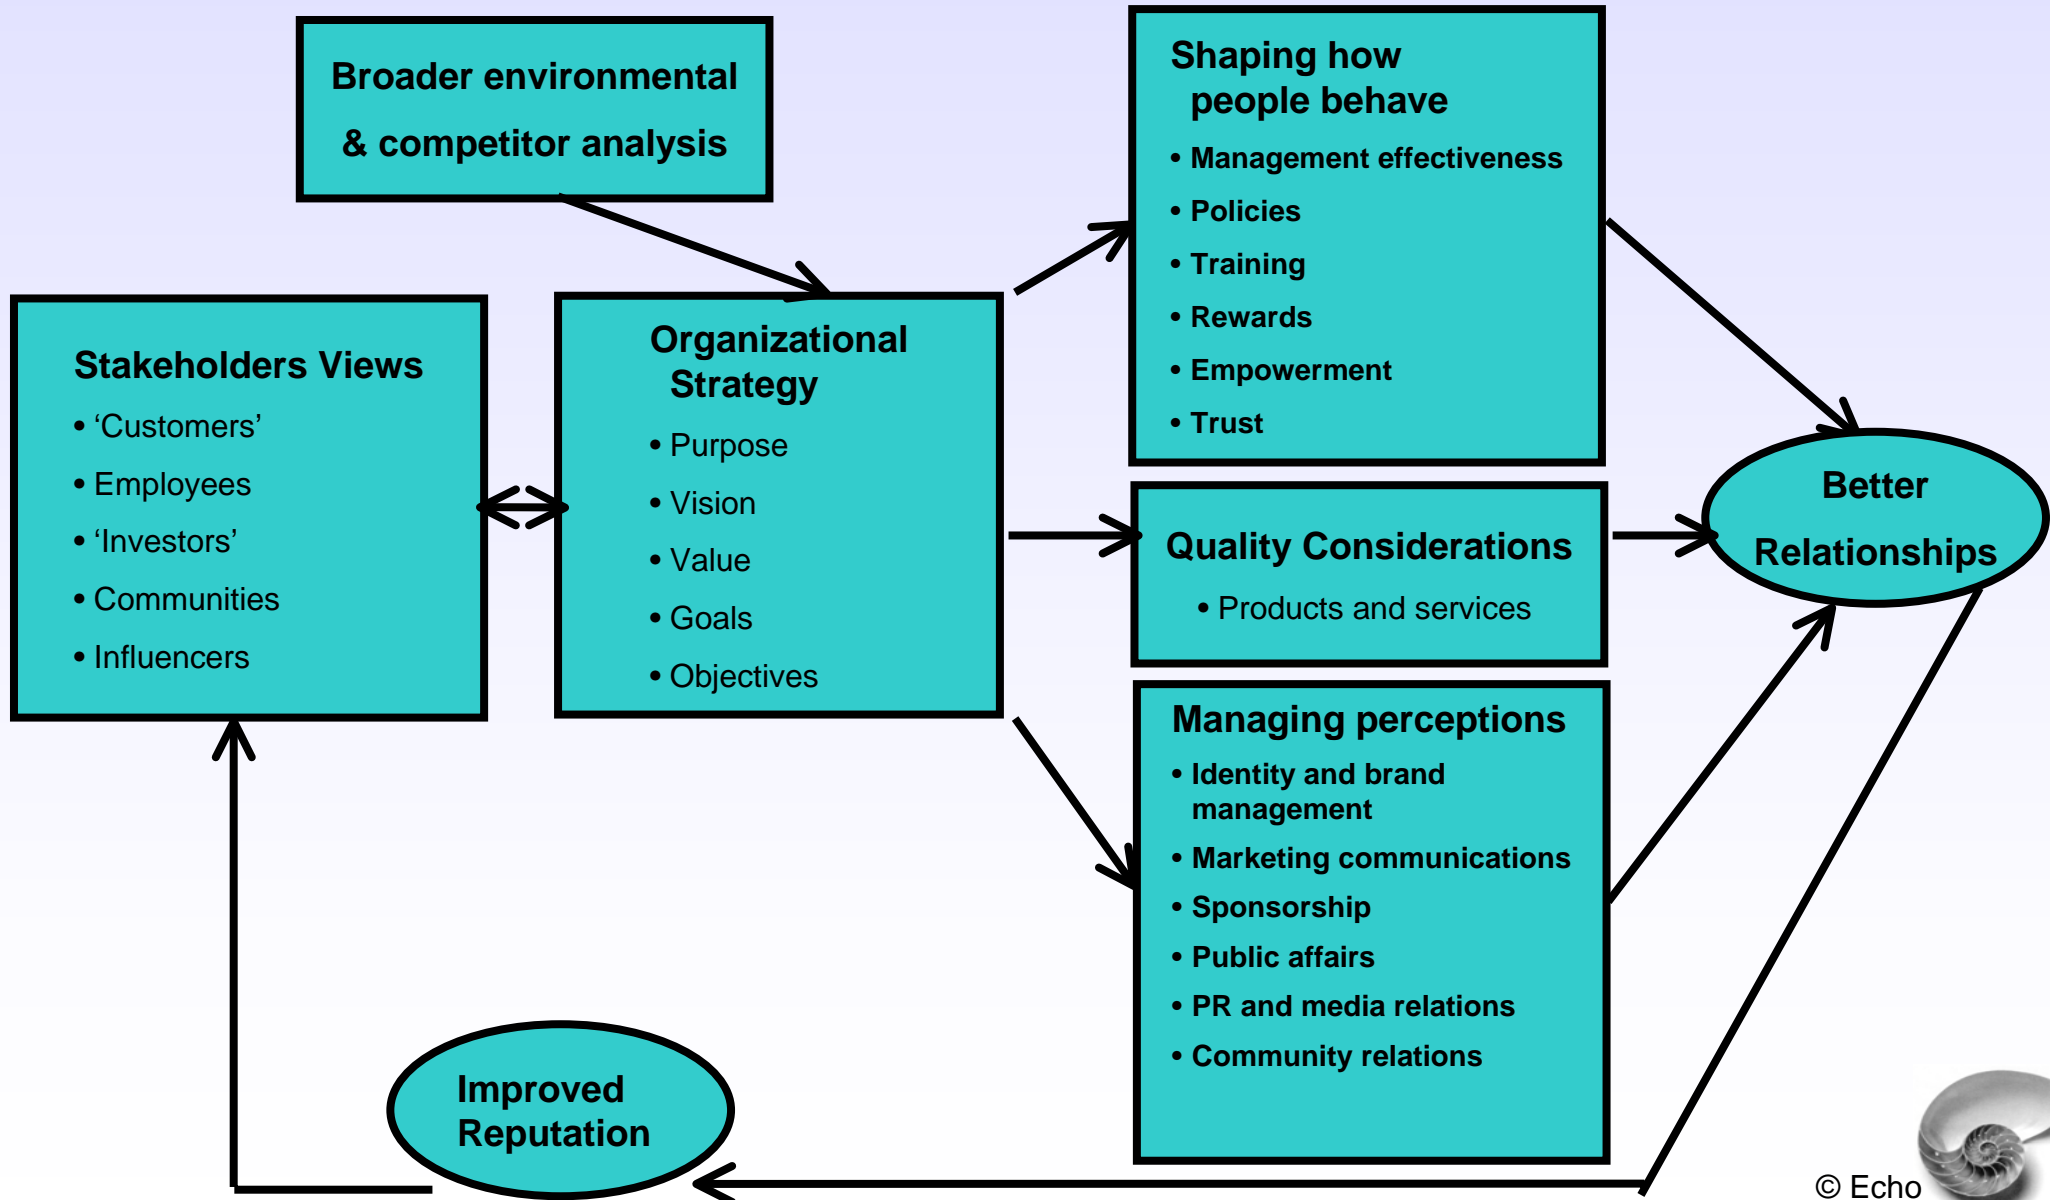 Broader environmental
& competitor analysis
Stakeholders Views
• ‘Customers’
• Employees
• ‘Investors’
• Communities
• Influencers
Organizational
Strategy
• Purpose
• Vision
• Value
• Goals
• Objectives
Shaping how
people behave
• Management effectiveness
• Policies
• Training
• Rewards
• Empowerment
• Trust
Quality Considerations
• Products and services
Managing perceptions
• Identity and brand
management
• Marketing communications
• Sponsorship
• Public affairs
• PR and media relations
• Community relations
Better
Relationships
Improved
Reputation
© Echo